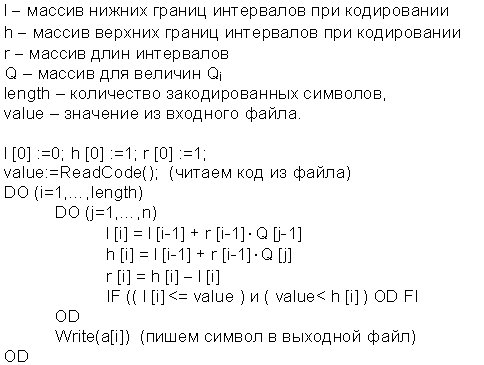 l – массив нижних границ интервалов при кодировании
h – массив верхних границ интервалов при кодировании
r – массив длин интервалов
Q – массив для величин Qi
length – количество закодированных символов,
value – значение из входного файла.
l [0] :=0; h [0] :=1; r [0] :=1;
value:=ReadCode(); (читаем код из файла)
DO (i=1,...,length)
DO (j=1,...,n)
l [i] = l [i-1] + r [i-1]· Q [j-1]
h [i] = l [i-1] + r [i-1]· Q [j]
r [i] = h [i] – l [i]
IF (( l [i] <= value ) и ( value< h [i] ) OD FI
OD
Write(a[i]) (пишем символ в выходной файл)
OD